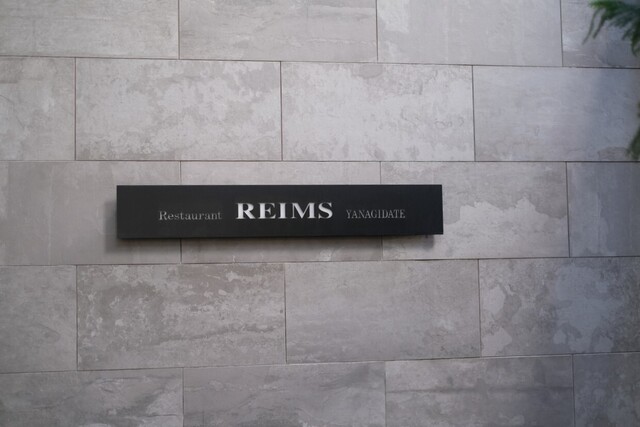 Restaurant REIMS YANAGIDATE